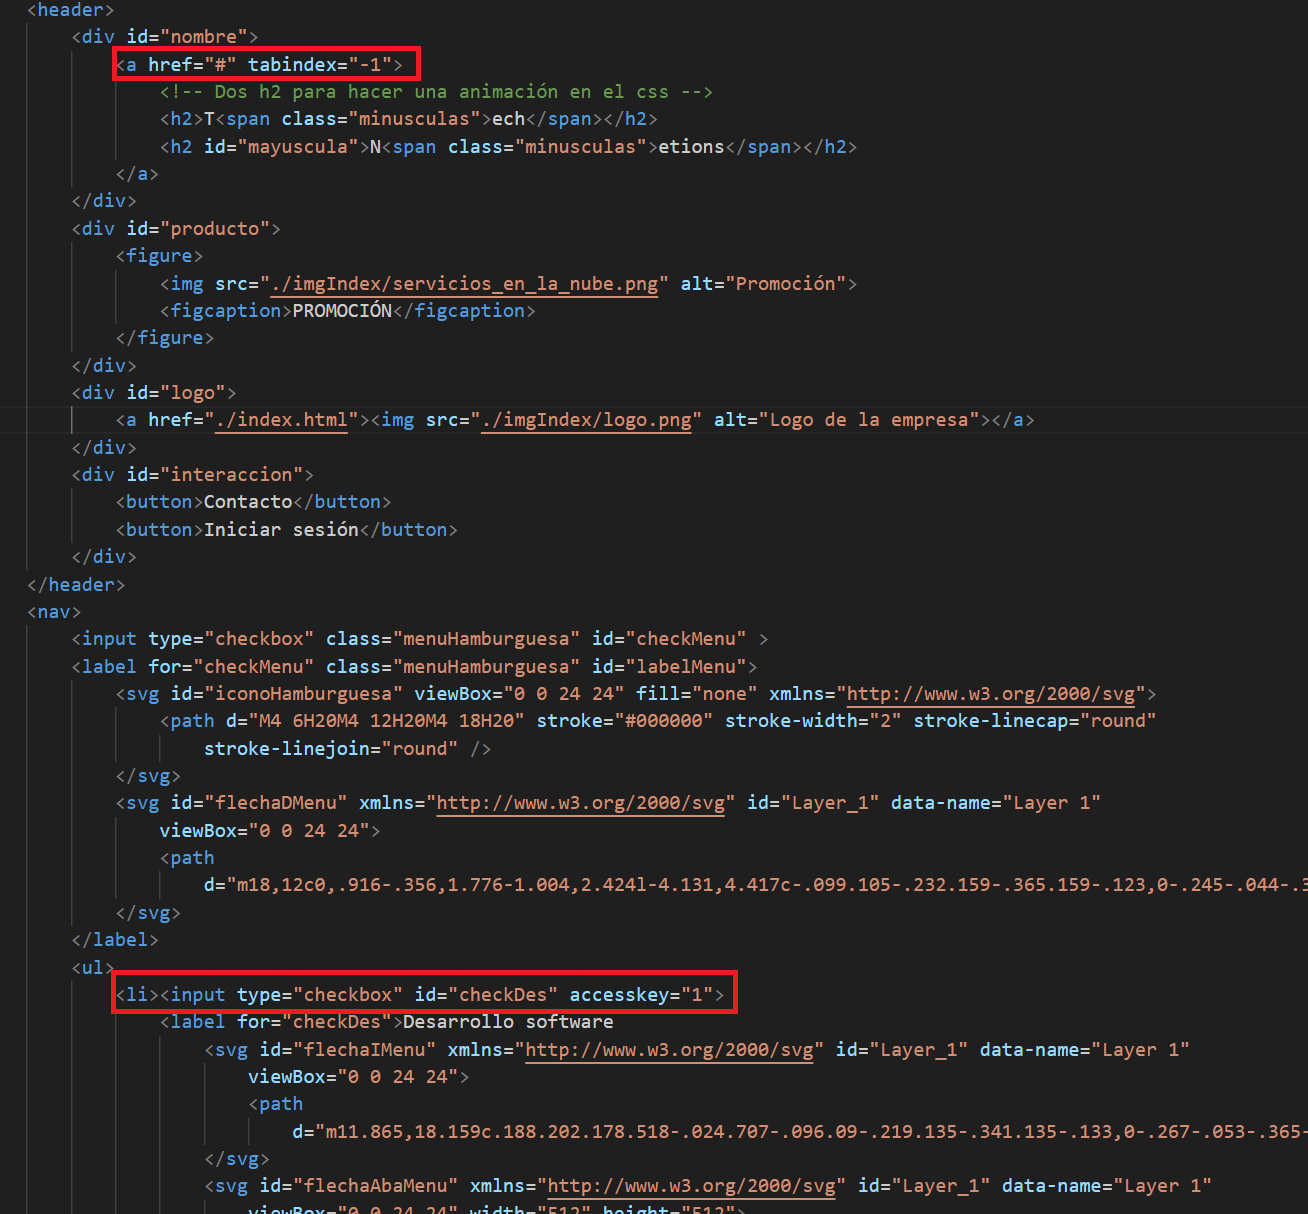 <header>
<div id="nombre">
<a href="#" tabindex="-1">
<!-- Dos h2 para hacer una animación en el css -->
<h2>T<span class="minusculas">ech</span></h2>
<h2 id="mayuscula">N<span class="minusculas">etions</span></h2>
</a>
</div>
<div id="producto">
<figure>
<img src="./imgIndex/servicios_en_la_nube.png" alt="Promoción">
<figcaption>PROMOCIÓN</figcaption>
</figure>
</div>
<div id="logo">
<a href="./index.html"><img src="./imgIndex/logo.png" alt="Logo de la empresa"></a>
</div>
<div id="interaccion">
<button>Contacto</button>
<button>Iniciar sesión</button>
</div>
</header>
<nav>
<input type="checkbox" class="menuHamburguesa" id="checkMenu" >
<label for="checkMenu" class="menuHamburguesa" id="labelMenu">
<svg id="iconoHamburguesa" viewBox="0 0 24 24" fill="none" xmlns="http://www.w3.org/2000/svg">
<path d="M4 6H20M4 12H20M4 18H20" stroke="#000000" stroke-width="2" stroke-linecap="round"
stroke-linejoin="round" />
</svg>
<svg id="flechaDMenu" xmlns="http://www.w3.org/2000/svg" id="Layer_1" data-name="Layer 1"
viewBox="0 0 24 24">
<path
d="m18,12c0,.916-.356,1.776-1.004,2.424l-4.131,4.417c-.099.105-.232.159-.365.159-.123,0-.245-.044-.3
</svg>
</label>
<ul>
<li><input type="checkbox" id="checkDes" accesskey="1">
<label for="checkDes">Desarrollo software
<svg id="flechaIMenu" xmlns="http://www.w3.org/2000/svg" id="Layer_1" data-name="Layer 1"
viewBox="0 0 24 24">
<path
d="m11.865,18.159c.188.202.178.518-.024.707-.096.09-.219.135-.341.135-.133,0-.267-.053-.365-
</svg>
<svg id="flechaAbaMenu" xmlns="http://www.w3.org/2000/svg" id="Layer_1" data-name="Layer 1"
viewBox="0 0 24 24" width="512" height="512">